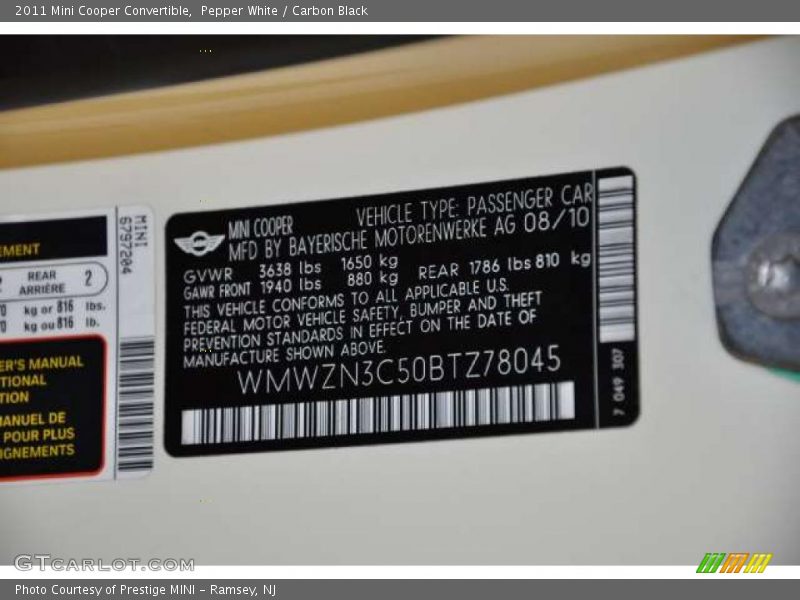 2011 Mini Cooper Convertible,  Pepper White / Carbon Black
MINI
6797204
EMENT
REAR
ARRIÈRE
2
kg or 816 lbs.
kg ou 816 lb.
ER'S MANUAL
TIONAL
TION
MANUEL DE
POUR PLUS
IGNEMENTS
MINI COOPER
VEHICLE TYPE: PASSENGER CAR
MFD BY BAYERISCHE MOTORENWERKE AG 08/10
GVWR 3638 lbs 1650 kg
GAWR FRONT 1940 lbs 880 kg REAR 1786 lbs 810 kg
THIS VEHICLE CONFORMS TO ALL APPLICABLE U.S.
FEDERAL MOTOR VEHICLE SAFETY, BUMPER AND THEFT
PREVENTION STANDARDS IN EFFECT ON THE DATE OF
MANUFACTURE SHOWN ABOVE.
WMWZN3C50BTZ78045
7 049 307
GTCARLOT.COM
Photo Courtesy of Prestige MINI - Ramsey, NJ